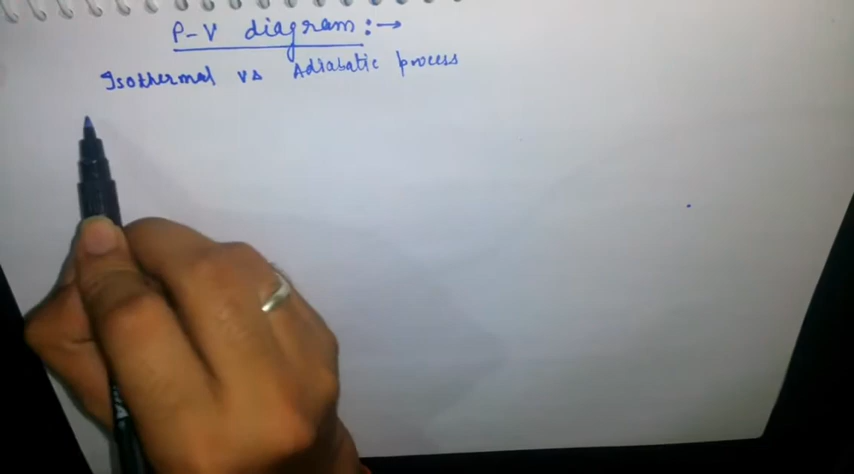 P-V diagram :→
Isothermal vs Adiabatic process